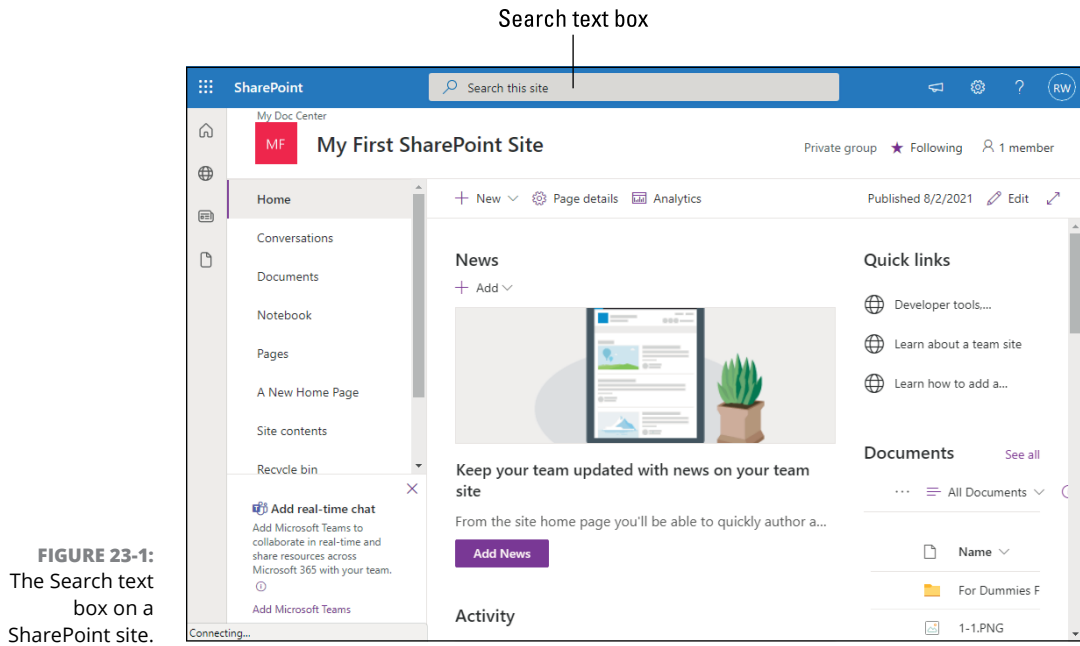 Search text box
SharePoint
Search this site
RW
My Doc Center
MF
My First SharePoint Site
Private group
Following
1 member
Home
Conversations
Documents
Notebook
Pages
A New Home Page
Site contents
Recycle bin
Add real-time chat
Add Microsoft Teams to
collaborate in real-time and
share resources across
Microsoft 365 with your team.
Add Microsoft Teams
Connecting...
New
Page details
Analytics
Published 8/2/2021
Edit
News
Add
Keep your team updated with news on your team
site
From the site home page you'll be able to quickly author a...
Add News
Activity
Quick links
Developer tools,...
Learn about a team site
Learn how to add a...
Documents
See all
... All Documents
Name
For Dummies F
1-1.PNG
FIGURE 23-1:
The Search text
box on a
SharePoint site.